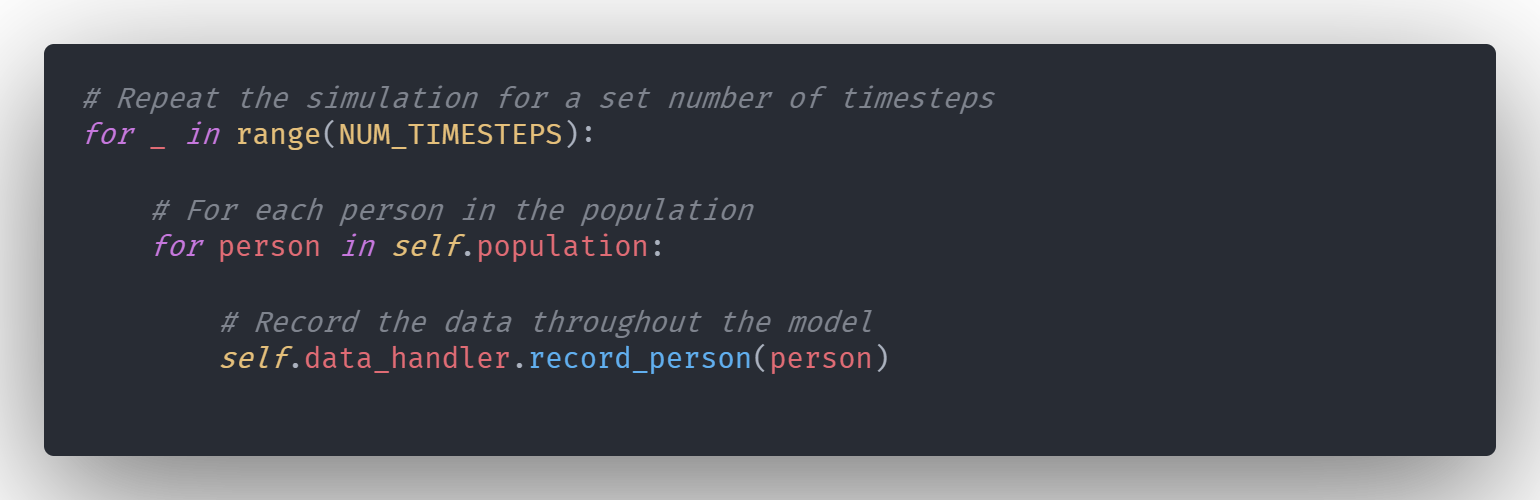 # Repeat the simulation for a set number of timesteps
for _ in range(NUM_TIMESTEPS):
    # For each person in the population
    for person in self.population:
        # Record the data throughout the model
        self.data_handler.record_person(person)